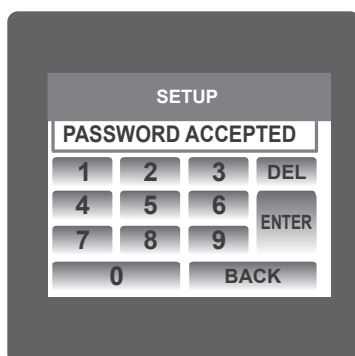 SETUP
PASSWORD ACCEPTED
1 2 3 DEL
4 5 6 ENTER
7 8 9
0 BACK